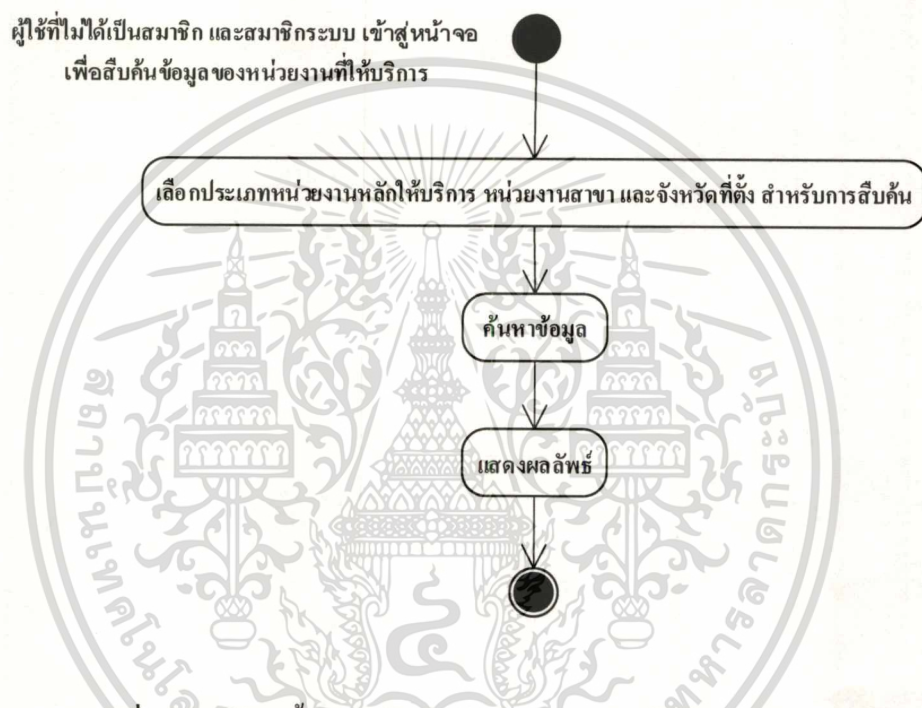 ผู้ใช้ที่ไม่ได้เป็นสมาชิก และสมาชิกระบบ เข้าสู่หน้าจอ
เพื่อสืบค้นข้อมูลของหน่วยงานที่ให้บริการ
เลือกประเภทหน่วยงานหลักให้บริการ หน่วยงานสาขา และจังหวัดที่ตั้ง สำหรับการสืบค้น
ค้นหาข้อมูล
แสดงผลลัพธ์